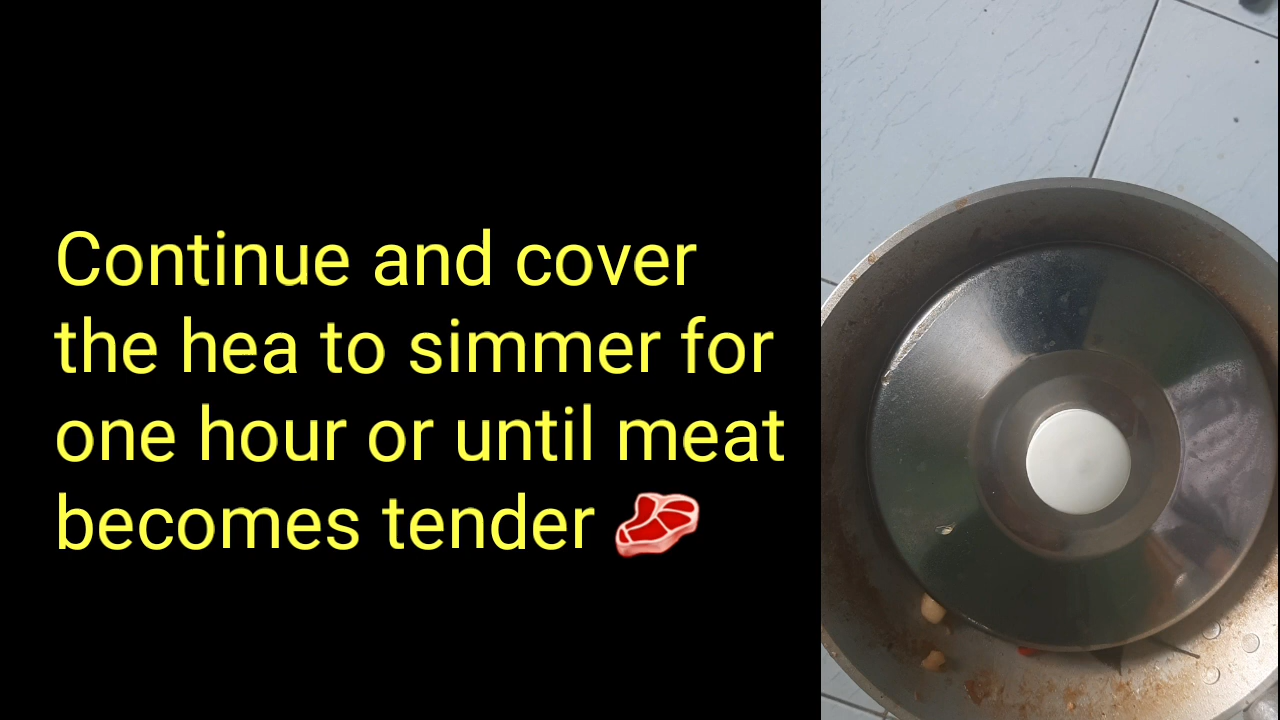 Continue and cover
the hea to simmer for
one hour or until meat
becomes tender 🥩